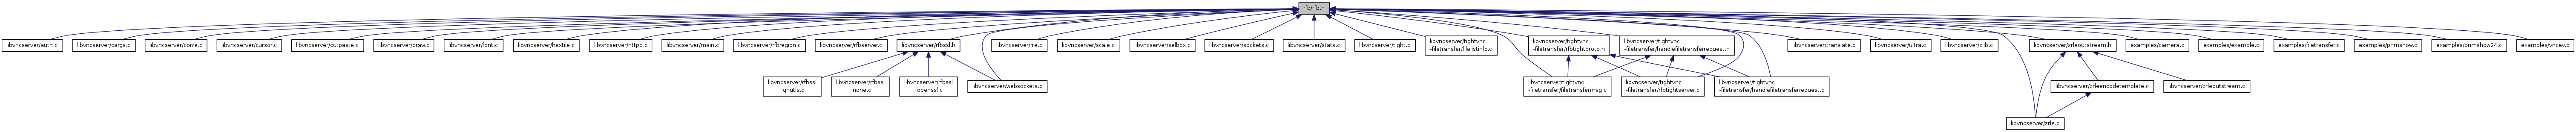 rfb/rfb.h
libvncserver/auth.c
libvncserver/cargs.c
libvncserver/corre.c
libvncserver/cursor.c
libvncserver/cutpaste.c
libvncserver/draw.c
libvncserver/font.c
libvncserver/hextile.c
libvncserver/httpd.c
libvncserver/main.c
libvncserver/rfbregion.c
libvncserver/rfbserver.c
libvncserver/rfbssl.h
libvncserver/rre.c
libvncserver/scale.c
libvncserver/selbox.c
libvncserver/sockets.c
libvncserver/stats.c
libvncserver/tight.c
libvncserver/tightvnc
-filetransfer/filelistinfo.c
libvncserver/tightvnc
-filetransfer/rfbtightproto.h
libvncserver/tightvnc
-filetransfer/handlefiletransferrequest.h
libvncserver/translate.c
libvncserver/ultra.c
libvncserver/zlib.c
libvncserver/zrleoutstream.h
examples/camera.c
examples/example.c
examples/filetransfer.c
examples/pnmshow.c
examples/pnmshow24.c
examples/vncev.c
libvncserver/rfbssl
_gnutls.c
libvncserver/rfbssl
_none.c
libvncserver/rfbssl
_openssl.c
libvncserver/websockets.c
libvncserver/tightvnc
-filetransfer/filetransfermsg.c
libvncserver/tightvnc
-filetransfer/rfbtightserver.c
libvncserver/tightvnc
-filetransfer/handlefiletransferrequest.c
libvncserver/zrleencodetemplate.c
libvncserver/zrleoutstream.c
libvncserver/zrle.c